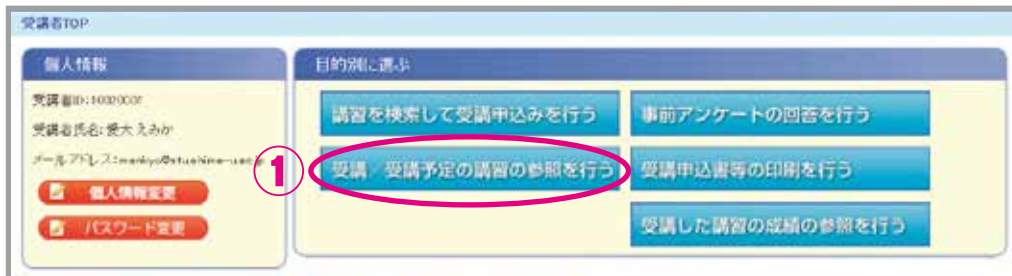 受講者TOP
個人情報
受講者ID:
受講者氏名:愛大えみか
メールアドレス:
個人情報変更
パスワード変更
目的別に選ぶ
講習を検索して受講申込みを行う
事前アンケートの回答を行う
①
受講/受講予定の講習の参照を行う
受講申込書等の印刷を行う
受講した講習の成績の参照を行う